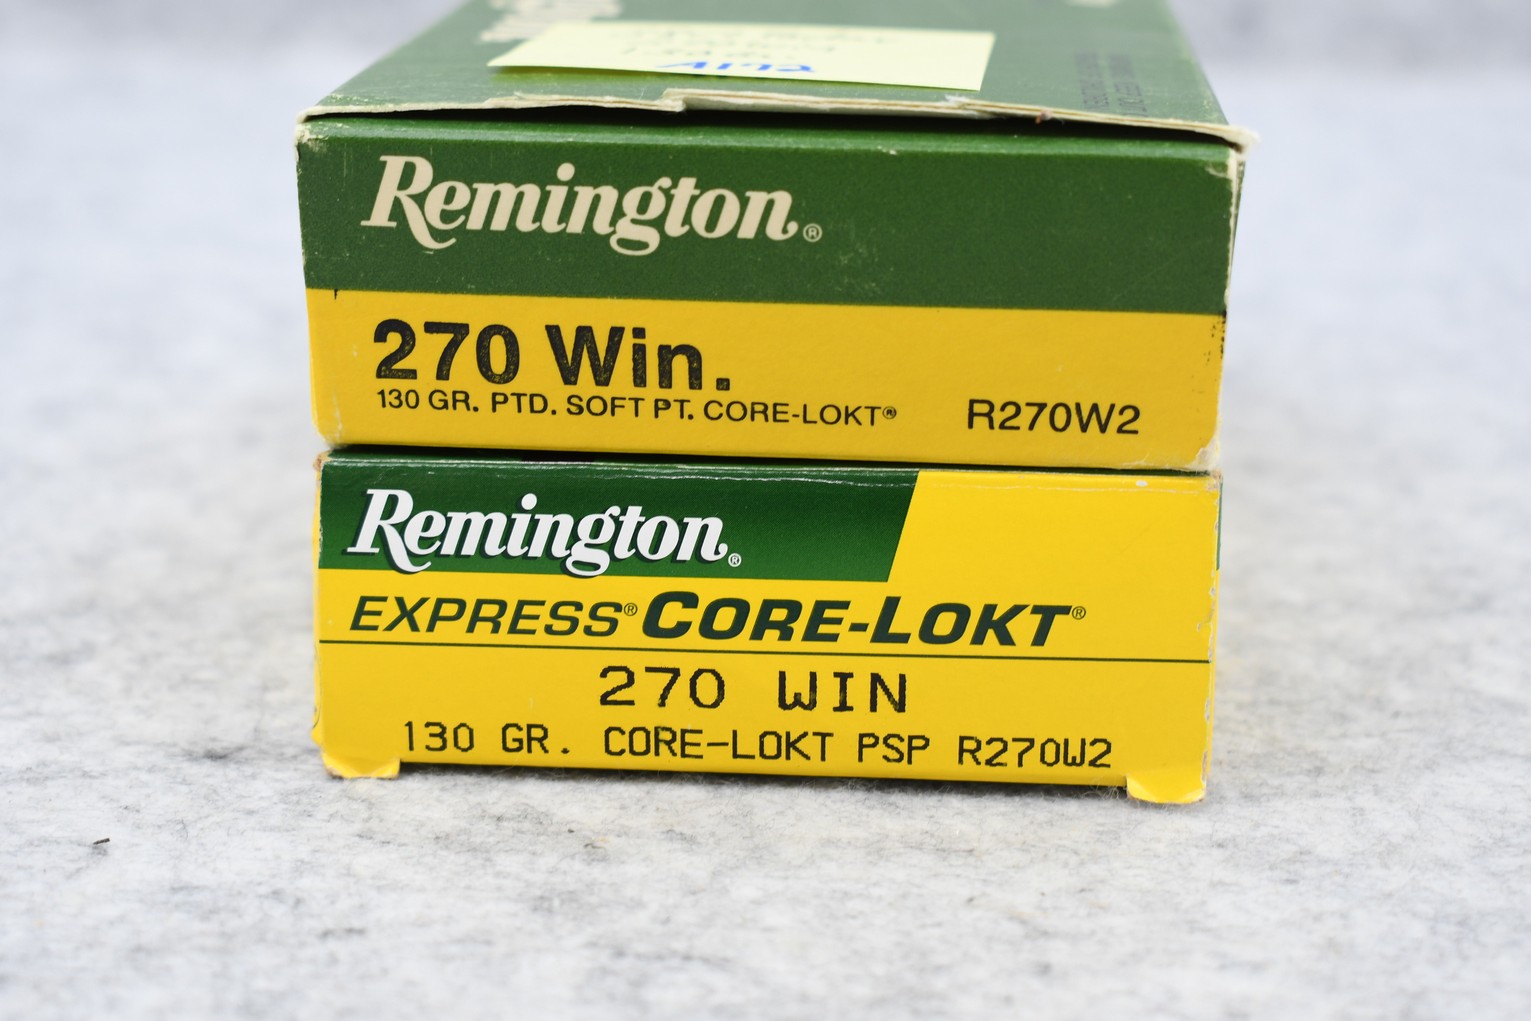 Remington®
270 Win.
130 GR. PTD. SOFT PT. CORE-LOKT® R270W2
Remington®
EXPRESS® CORE-LOKT®
270 WIN
130 GR. CORE-LOKT PSP R270W2